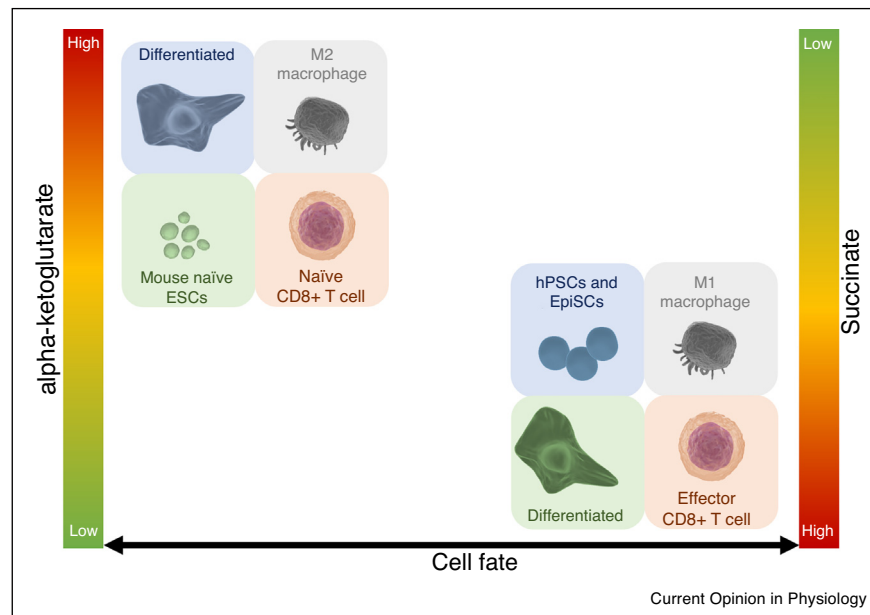 High
Low
alpha-ketoglutarate
Differentiated
M2
macrophage
Mouse naïve
ESCs
Naïve
CD8+ T cell
hPSCs and
EpiSCs
M1
macrophage
Differentiated
Effector
CD8+ T cell
Low
High
Succinate
Cell fate
Current Opinion in Physiology